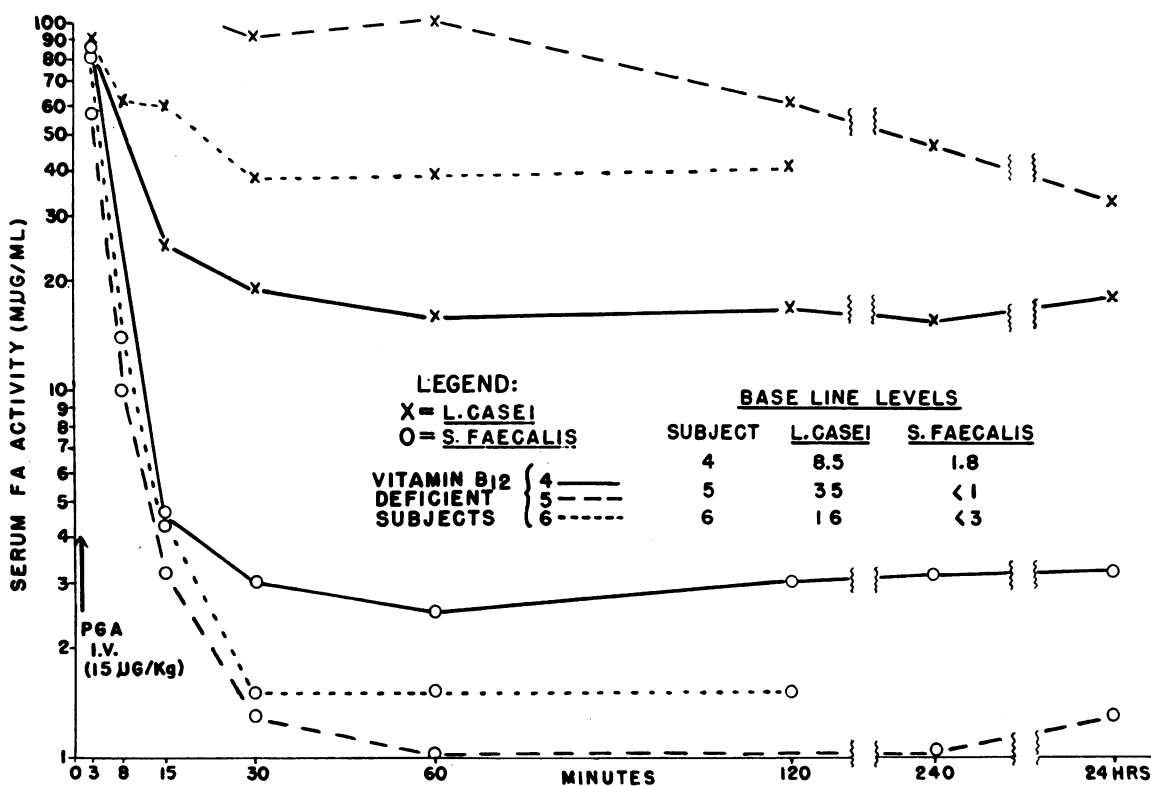 SERUM FA ACTIVITY (MµG/ML)
100
90
80
70
60
50
40
30
20
10
9
8
7
6
5
4
3
2
1
PGA
I.V.
(15 µG/Kg)
LEGEND:
X = L. CASEI
O = S. FAECALIS
VITAMIN B12
DEFICIENT
SUBJECTS
4
5
6
BASE LINE LEVELS
SUBJECT L. CASEI S. FAECALIS
4 8.5 1.8
5 35 <1
6 16 <3
0 3 8 15 30 60 120 240 24 HRS
MINUTES